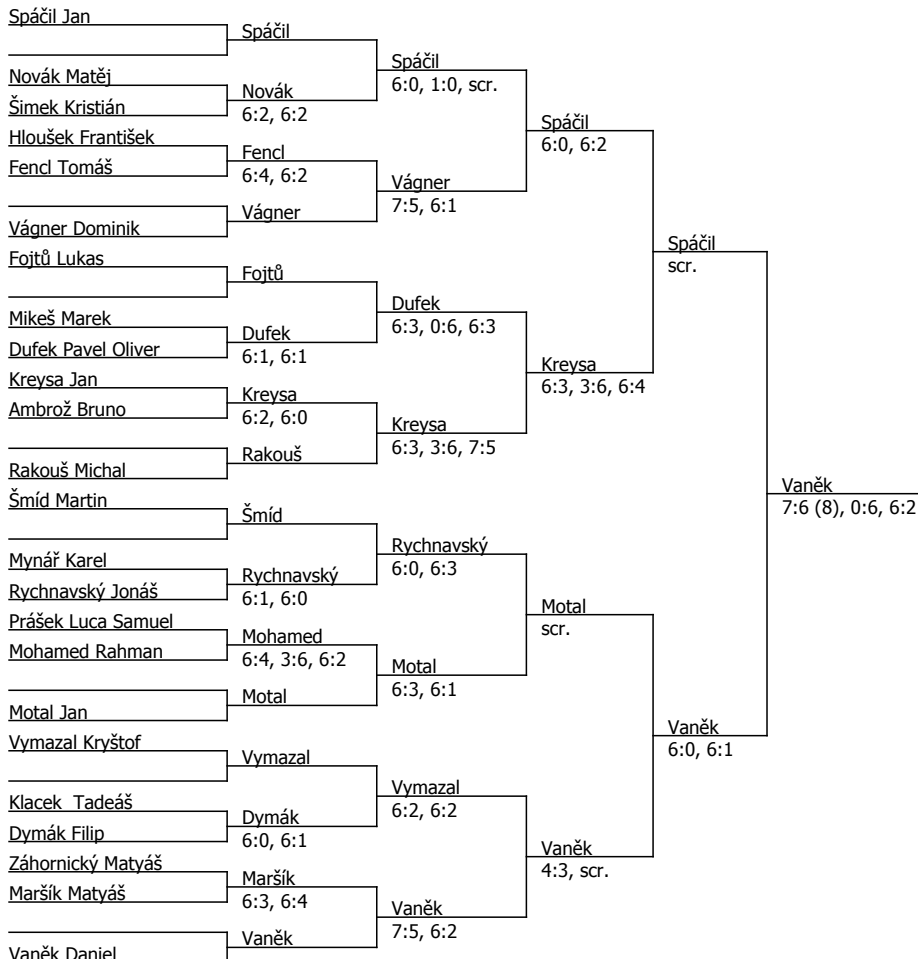 Spáčil Jan
Novák Matěj
Šimek Kristián
Hloušek František
Fencl Tomáš
Vágner Dominik
Fojtů Lukas
Mikeš Marek
Dufek Pavel Oliver
Kreysa Jan
Ambrož Bruno
Rakouš Michal
Šmíd Martin
Mynář Karel
Rychnavský Jonáš
Prášek Luca Samuel
Mohamed Rahman
Motal Jan
Vymazal Kryštof
Klacek  Tadeáš
Dymák Filip
Záhornický Matyáš
Maršík Matyáš
Vaněk Daniel
Spáčil
Novák
6:2, 6:2
Fencl
6:4, 6:2
Vágner
Fojtů
Dufek
6:1, 6:1
Kreysa
6:2, 6:0
Rakouš
Šmíd
Rychnavský
6:1, 6:0
Mohamed
6:4, 3:6, 6:2
Motal
Vymazal
Dymák
6:0, 6:1
Maršík
6:3, 6:4
Vaněk
Spáčil
6:0, 1:0, scr.
Vágner
7:5, 6:1
Dufek
6:3, 0:6, 6:3
Kreysa
6:3, 3:6, 7:5
Rychnavský
6:0, 6:3
Motal
6:3, 6:1
Vymazal
6:2, 6:2
Vaněk
7:5, 6:2
Spáčil
6:0, 6:2
Kreysa
6:3, 3:6, 6:4
Motal
scr.
Vaněk
4:3, scr.
Spáčil
scr.
Vaněk
6:0, 6:1
Vaněk
7:6 (8), 0:6, 6:2